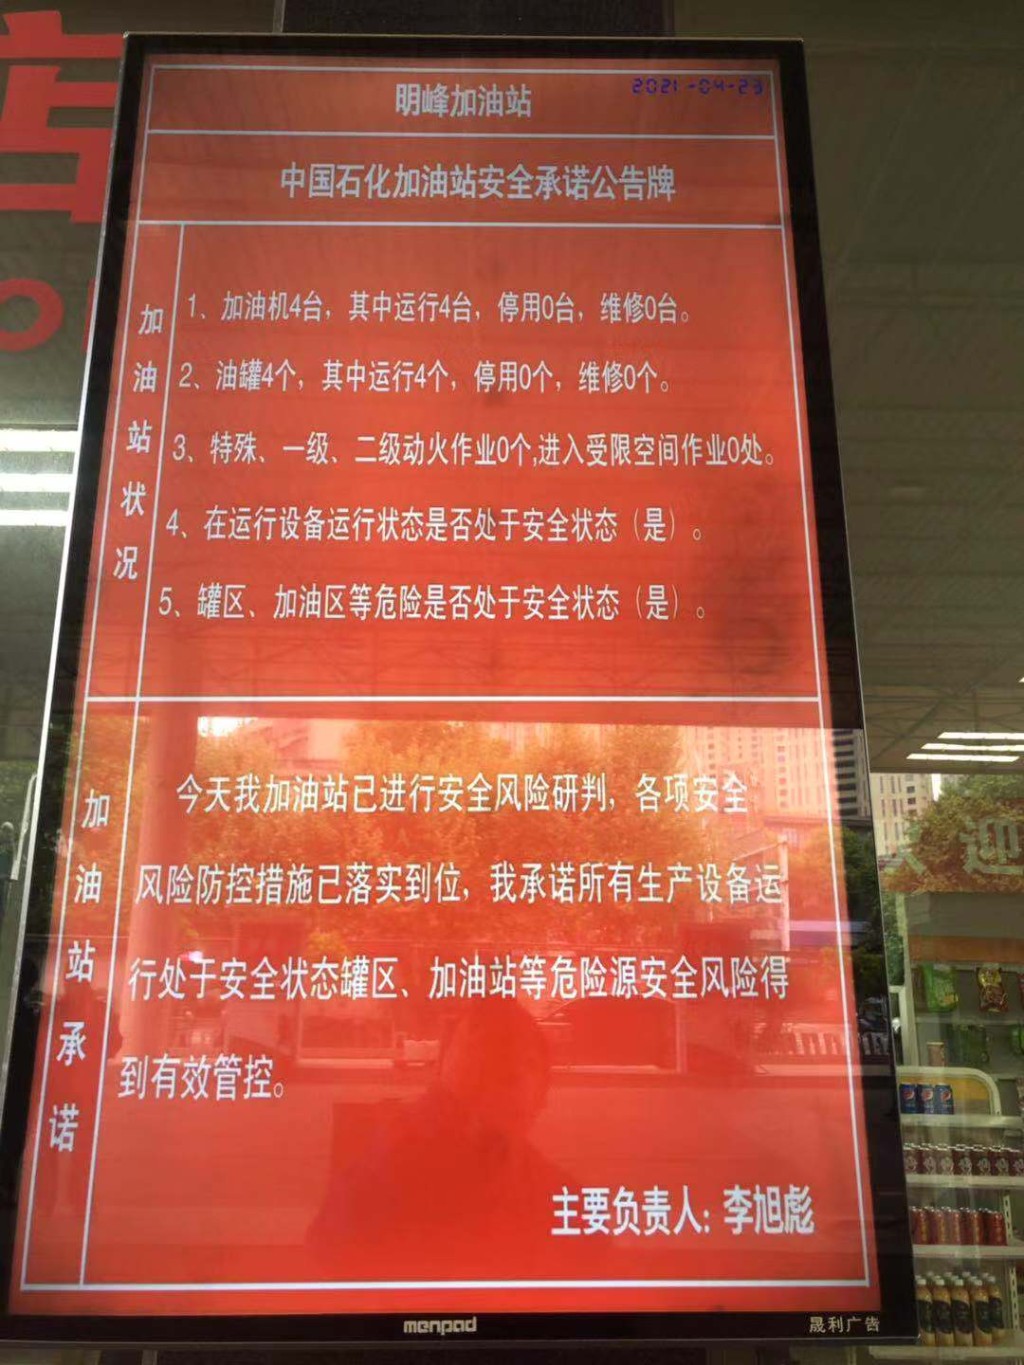 2021-04-23
明峰加油站
中国石化加油站安全承诺公告牌
加油站状况
1、加油机4台，其中运行4台，停用0台，维修0台。
2、油罐4个，其中运行4个，停用0个，维修0个。
3、特殊、一级、二级动火作业0个,进入受限空间作业0处。
4、在运行设备运行状态是否处于安全状态（是）。
5、罐区、加油区等危险是否处于安全状态（是）。
加油站承诺
今天我加油站已进行安全风险研判，各项安全
风险防控措施已落实到位，我承诺所有生产设备运
行处于安全状态罐区、加油站等危险源安全风险得
到有效管控。
主要负责人：李旭彪
menpad
晟利广告
店
迎